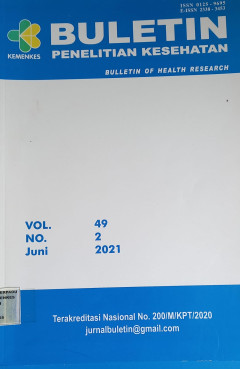 ISSN 0125 - 9695
E-ISSN 2338 - 3453
KEMENKES
BULETIN
PENELITIAN KESEHATAN
BULLETIN OF HEALTH RESEARCH
VOL. 49
NO. 2
Juni 2021
Terakreditasi Nasional No. 200/M/KPT/2020
jurnalbuletin@gmail.com